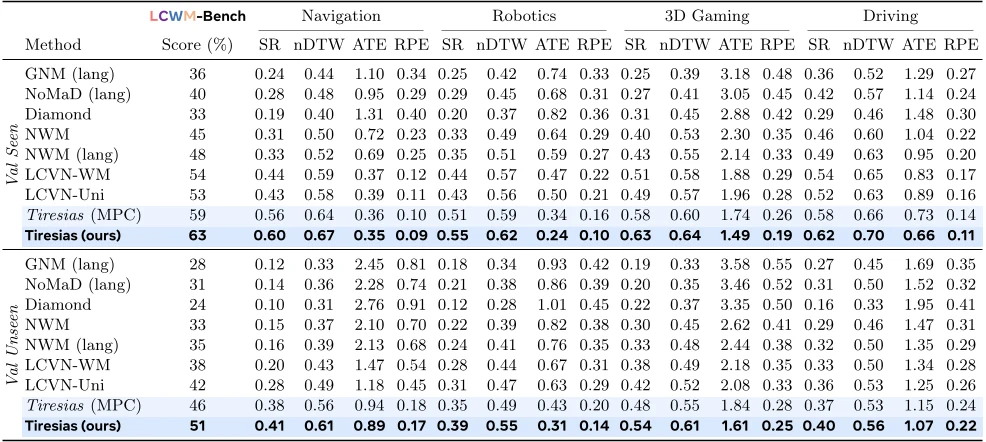 LCWM-Bench Navigation Robotics 3D Gaming Driving
Method Score (%) SR nDTW ATE RPE SR nDTW ATE RPE SR nDTW ATE RPE SR nDTW ATE RPE
Val Seen
GNM (lang) 36 0.24 0.44 1.10 0.34 0.25 0.42 0.74 0.33 0.25 0.39 3.18 0.48 0.36 0.52 1.29 0.27
NoMaD (lang) 40 0.28 0.48 0.95 0.29 0.29 0.45 0.68 0.31 0.27 0.41 3.05 0.45 0.42 0.57 1.14 0.24
Diamond 33 0.19 0.40 1.31 0.40 0.20 0.37 0.82 0.36 0.31 0.45 2.88 0.42 0.29 0.46 1.48 0.30
NWM 45 0.31 0.50 0.72 0.23 0.33 0.49 0.64 0.29 0.40 0.53 2.30 0.35 0.46 0.60 1.04 0.22
NWM (lang) 48 0.33 0.52 0.69 0.25 0.35 0.51 0.59 0.27 0.43 0.55 2.14 0.33 0.49 0.63 0.95 0.20
LCVN-WM 54 0.44 0.59 0.37 0.12 0.44 0.57 0.47 0.22 0.51 0.58 1.88 0.29 0.54 0.65 0.83 0.17
LCVN-Uni 53 0.43 0.58 0.39 0.11 0.43 0.56 0.50 0.21 0.49 0.57 1.96 0.28 0.52 0.63 0.89 0.16
Tiresias (MPC) 59 0.56 0.64 0.36 0.10 0.51 0.59 0.34 0.16 0.58 0.60 1.74 0.26 0.58 0.66 0.73 0.14
Tiresias (ours) 63 0.60 0.67 0.35 0.09 0.55 0.62 0.24 0.10 0.63 0.64 1.49 0.19 0.62 0.70 0.66 0.11
Val Unseen
GNM (lang) 28 0.12 0.33 2.45 0.81 0.18 0.34 0.93 0.42 0.19 0.33 3.58 0.55 0.27 0.45 1.69 0.35
NoMaD (lang) 31 0.14 0.36 2.28 0.74 0.21 0.38 0.86 0.39 0.20 0.35 3.46 0.52 0.31 0.50 1.52 0.32
Diamond 24 0.10 0.31 2.76 0.91 0.12 0.28 1.01 0.45 0.22 0.37 3.35 0.50 0.16 0.33 1.95 0.41
NWM 33 0.15 0.37 2.10 0.70 0.22 0.39 0.82 0.38 0.30 0.45 2.62 0.41 0.29 0.46 1.47 0.31
NWM (lang) 35 0.16 0.39 2.13 0.68 0.24 0.41 0.76 0.35 0.33 0.48 2.44 0.38 0.32 0.50 1.35 0.29
LCVN-WM 38 0.20 0.43 1.47 0.54 0.28 0.44 0.67 0.31 0.38 0.49 2.18 0.35 0.33 0.50 1.34 0.28
LCVN-Uni 42 0.28 0.49 1.18 0.45 0.31 0.47 0.63 0.29 0.42 0.52 2.08 0.33 0.36 0.53 1.25 0.26
Tiresias (MPC) 46 0.38 0.56 0.94 0.18 0.35 0.49 0.43 0.20 0.48 0.55 1.84 0.28 0.37 0.53 1.15 0.24
Tiresias (ours) 51 0.41 0.61 0.89 0.17 0.39 0.55 0.31 0.14 0.54 0.61 1.61 0.25 0.40 0.56 1.07 0.22